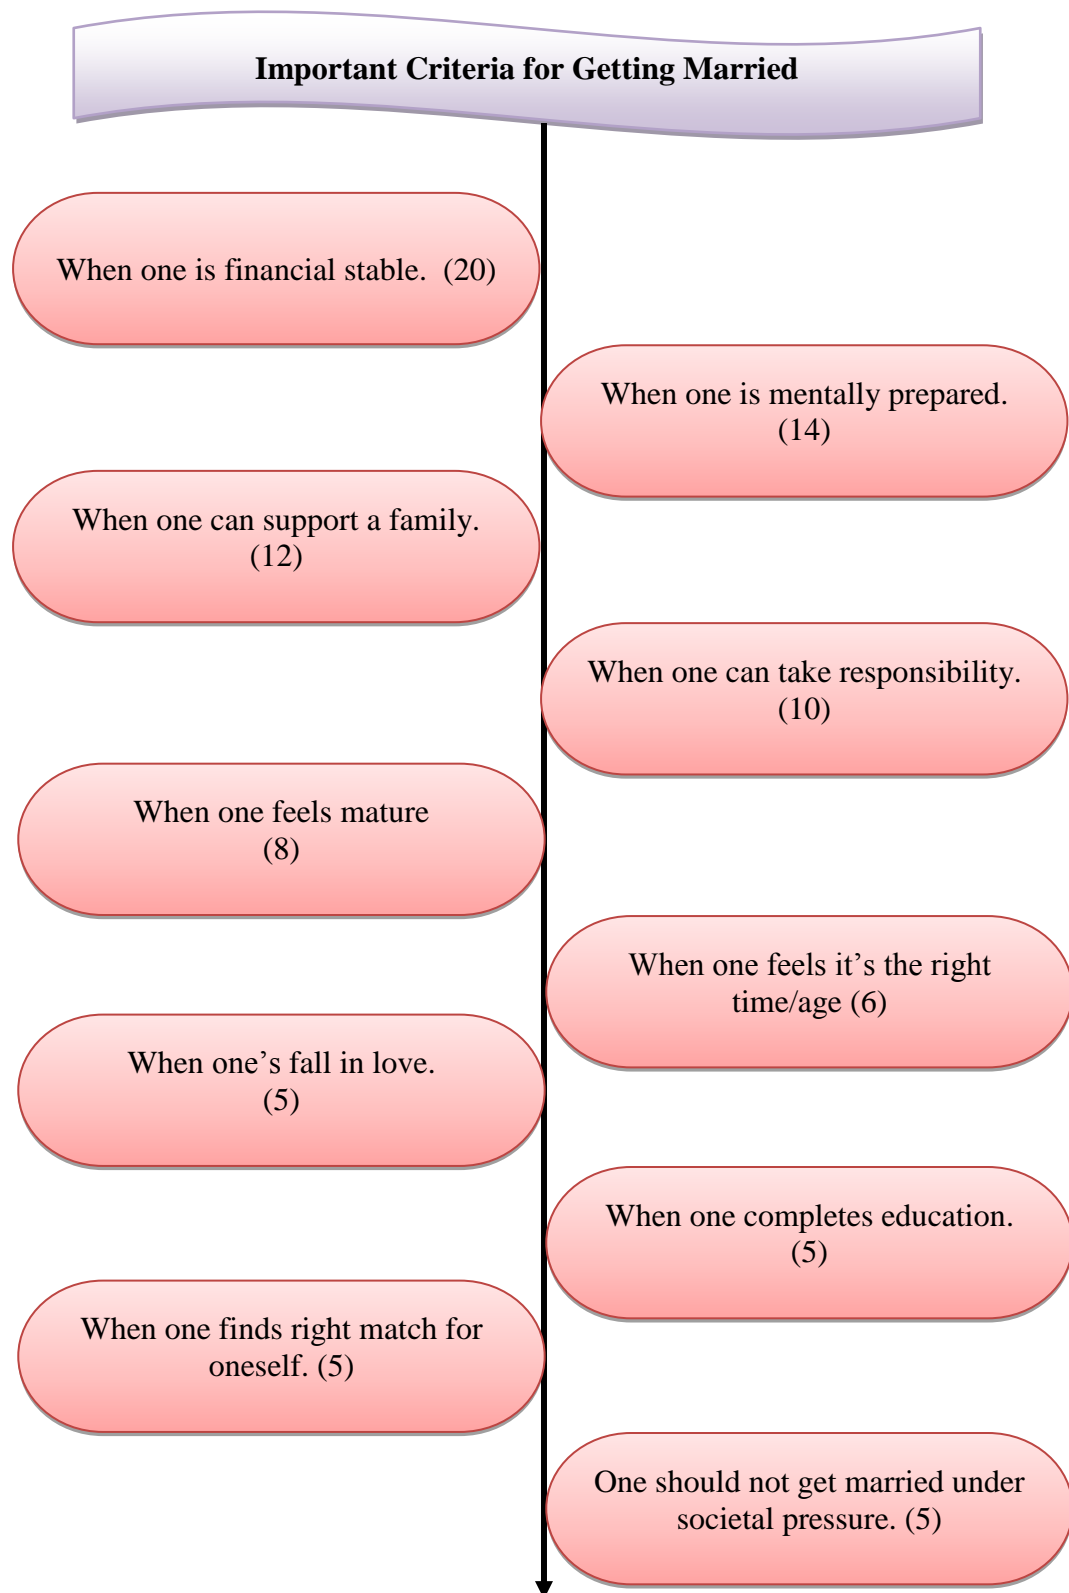 Important Criteria for Getting Married
When one is financial stable.  (20)
When one is mentally prepared.
(14)
When one can support a family.
(12)
When one can take responsibility.
(10)
When one feels mature
(8)
When one feels it’s the right
time/age (6)
When one’s fall in love.
(5)
When one completes education.
(5)
When one finds right match for
oneself. (5)
One should not get married under
societal pressure. (5)